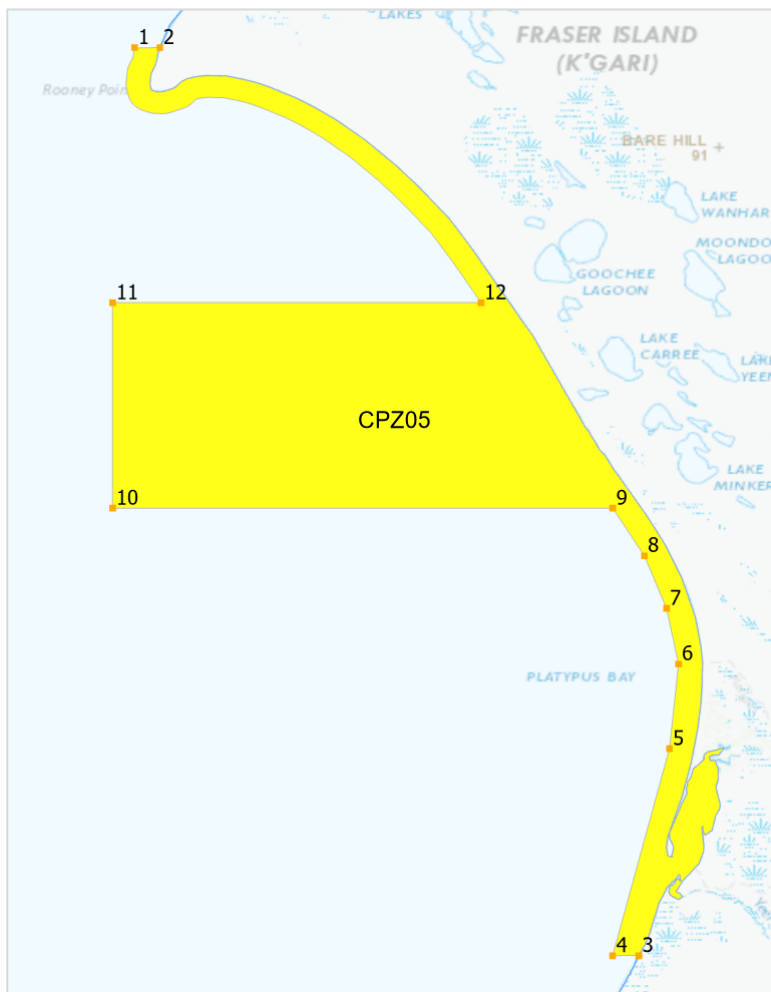 LAKES
1 2
FRASER ISLAND
(K'GARI)
Rooney Poin
BARE HILL
91
LAKE
WANHAR
MOONDO
LAGOO
GOOCHEE
LAGOON
11
12
LAKE
CARREE
LAK
YEEN
CPZ05
LAKE
MINKER
10
9
8
7
6
PLATYPUS BAY
5
4 3